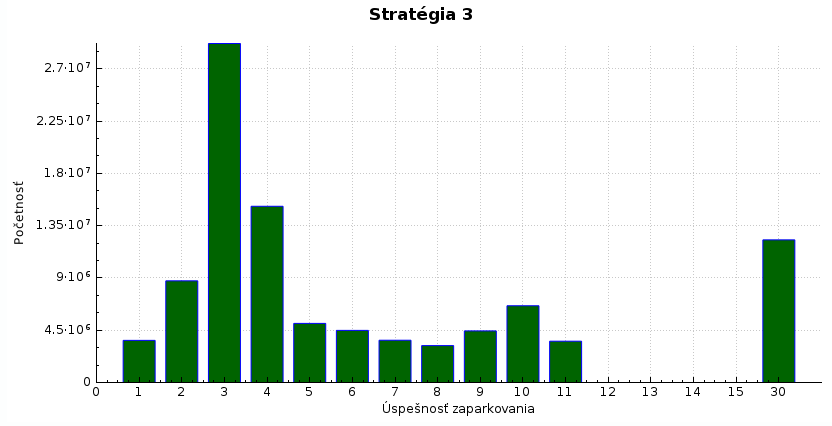 Stratégia 3
2.7·10⁷
2.25·10⁷
1.8·10⁷
1.35·10⁷
9·10⁶
4.5·10⁶
0
Početnosť
0 1 2 3 4 5 6 7 8 9 10 11 12 13 14 15 30
Úspešnosť zaparkovania